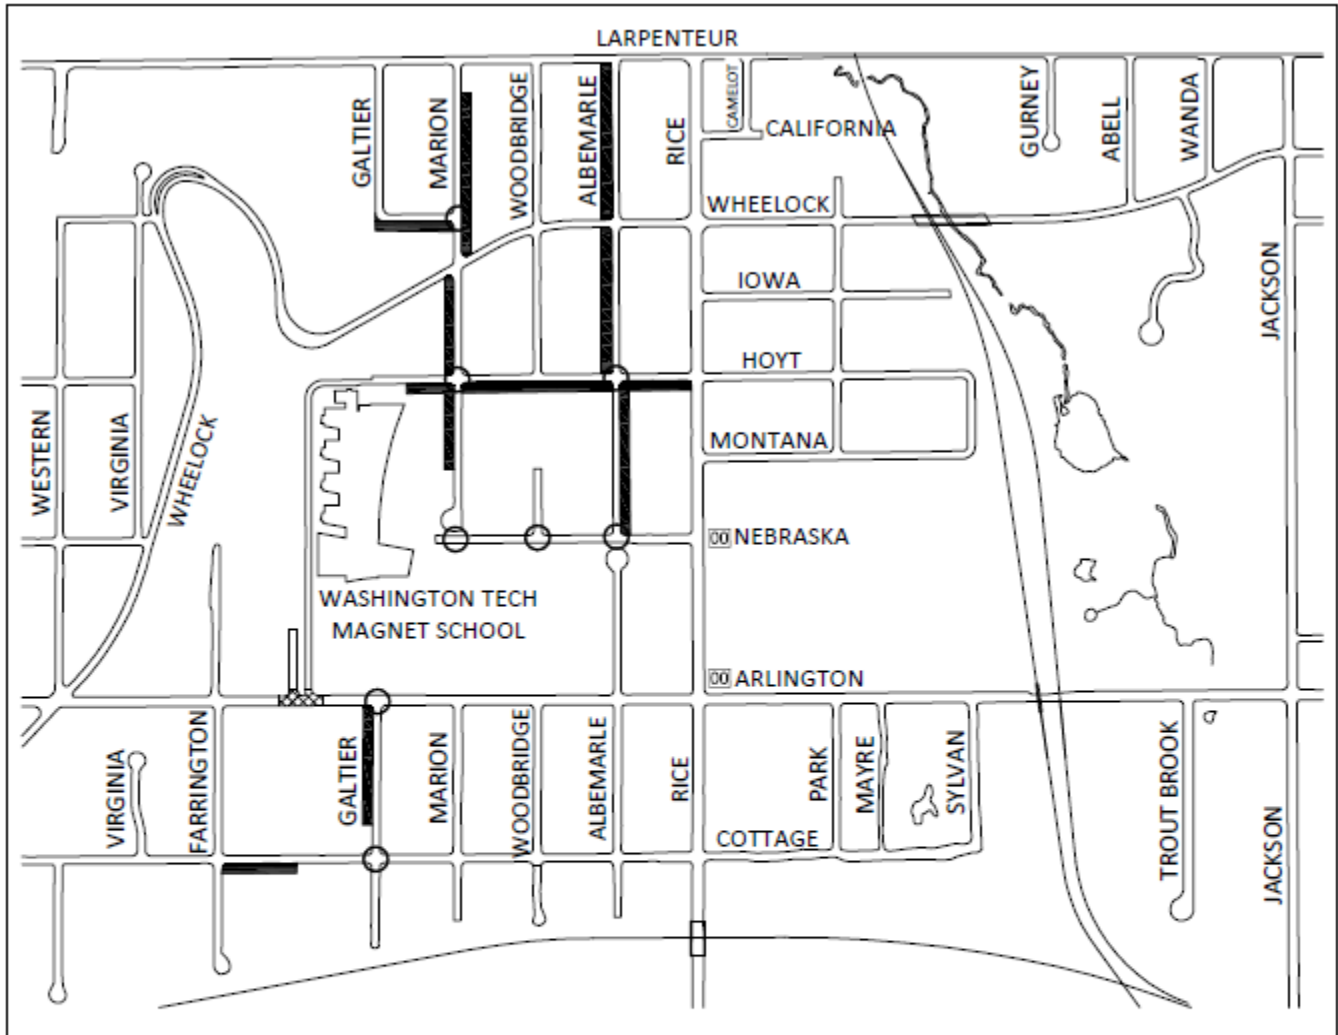 LARPENTEUR
GALTIER
MARION
WOODBRIDGE
ALBEMARLE
RICE
CAMELOT
CALIFORNIA
GURNEY
ABELL
WANDA
WHEELOCK
IOWA
JACKSON
HOYT
WESTERN
VIRGINIA
WHEELOCK
MONTANA
00 NEBRASKA
WASHINGTON TECH
MAGNET SCHOOL
00 ARLINGTON
VIRGINIA
FARRINGTON
GALTIER
MARION
WOODBRIDGE
ALBEMARLE
RICE
PARK
MAYRE
SYLVAN
COTTAGE
TROUT BROOK
JACKSON